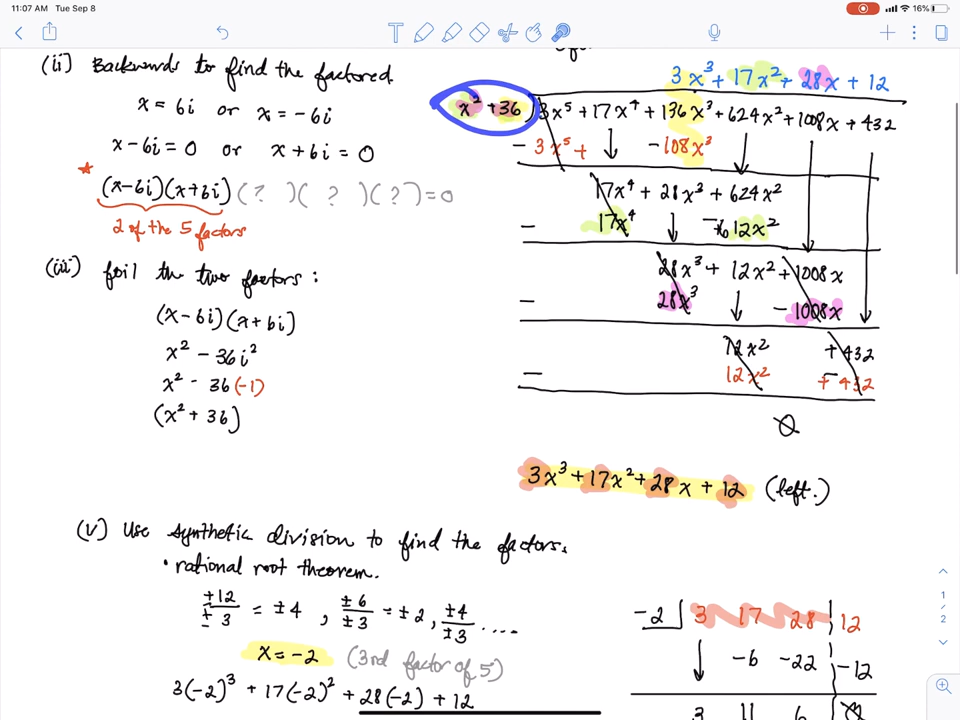 11:07 AM Tue Sep 8
16%
(ii) Backwards to find the factored.
x = 6i or x = -6i
x - 6i = 0 or x + 6i = 0
* (x-6i)(x+6i)( ? )( ? )( ? ) = 0
2 of the 5 factors
(iii) foil the two factors :
(x - 6i)(x + 6i)
x² - 36i²
x² - 36(-1)
(x² + 36)
3x³ + 17x² + 28x + 12
x² + 36 ) 3x⁵ + 17x⁴ + 136x³ + 624x² + 1008x + 432
- 3x⁵ + ↓ - 108x³ ↓
17x⁴ + 28x³ + 624x²
- 17x⁴ ↓ - 612x²
28x³ + 12x² + 1008x
- 28x³ ↓ - 1008x
12x² + 432
- 12x² + 432
0
3x³ + 17x² + 28x + 12 (left.)
(v) Use synthetic division to find the factors.
• rational root theorem.
±12/±3 = ±4 , ±6/±3 = ±2 , ±4/±3 ....
x = -2 (3rd factor of 5)
3(-2)³ + 17(-2)² + 28(-2) + 12
-2 | 3 17 28 | 12
↓ -6 -22 -12
3 11 6 0
1
/
2